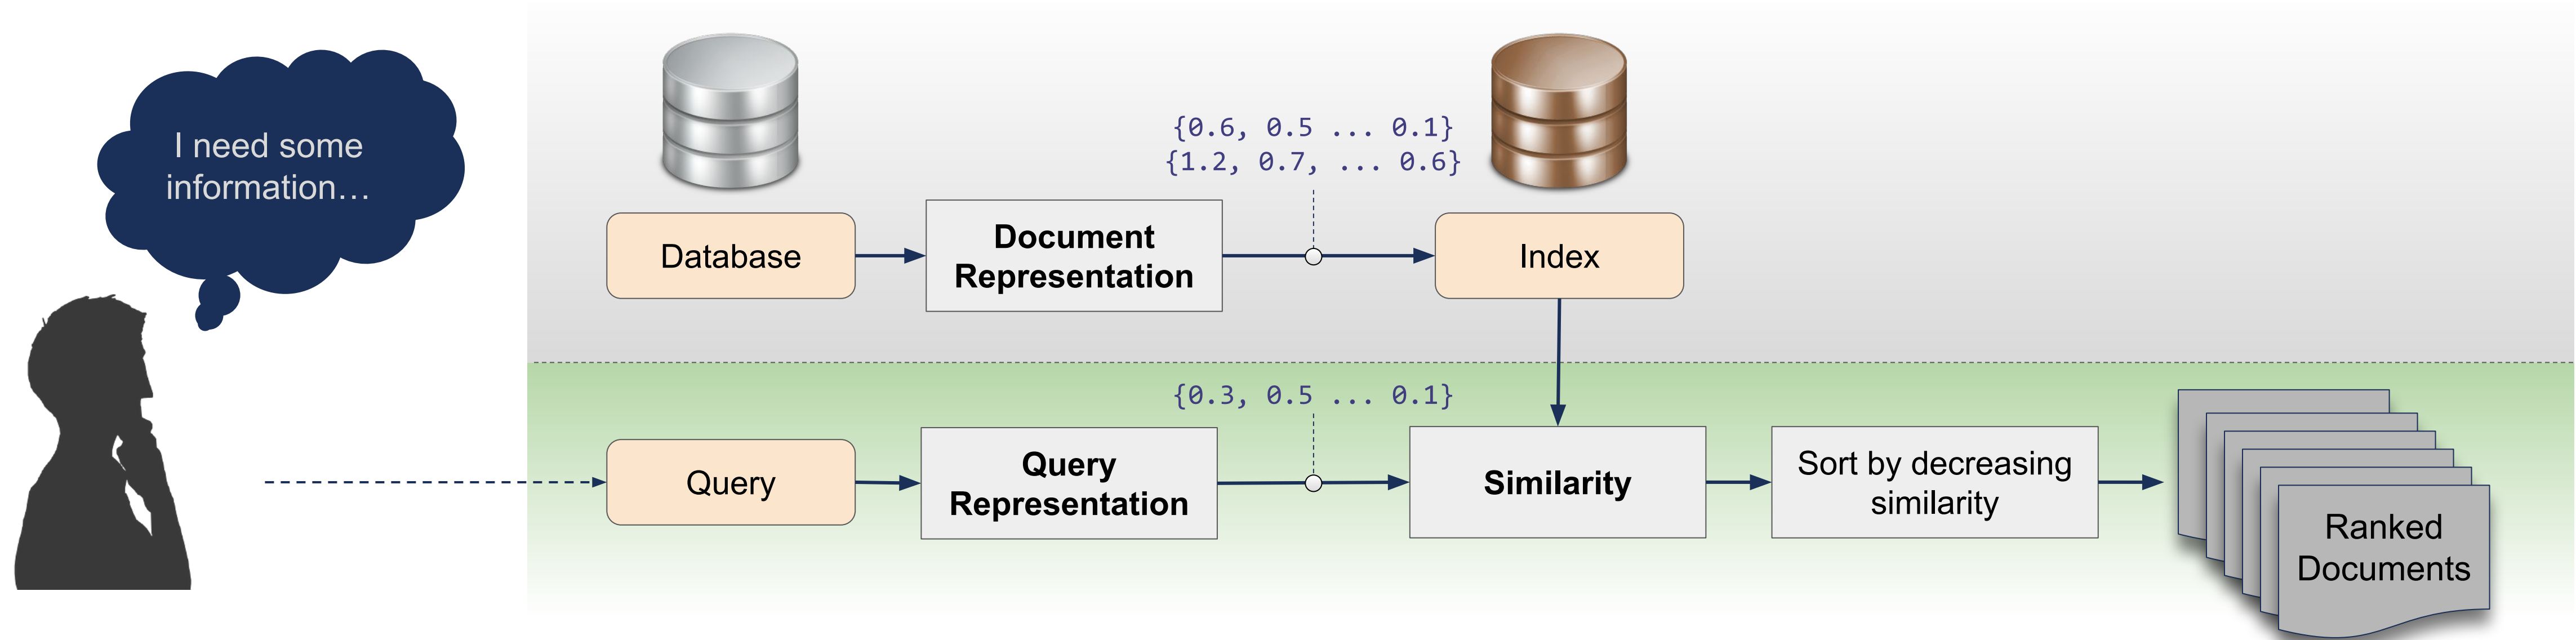 I need some
information…
{0.6, 0.5 ... 0.1}
{1.2, 0.7, ... 0.6}
Database
Document
Representation
Index
{0.3, 0.5 ... 0.1}
Query
Query
Representation
Similarity
Sort by decreasing
similarity
Ranked
Documents